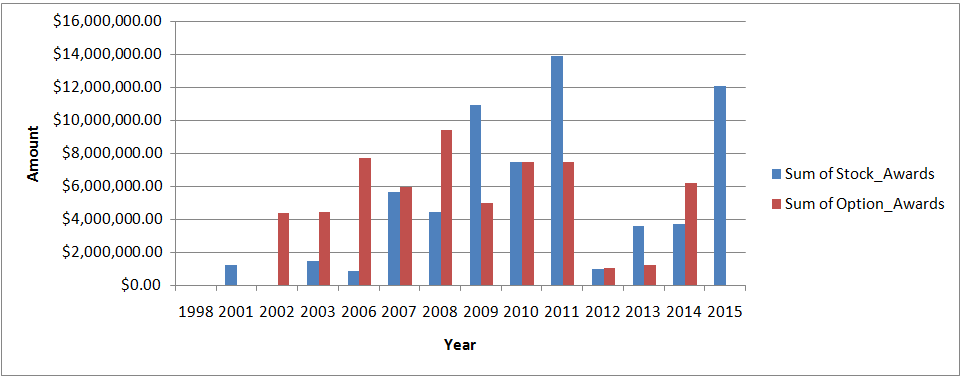 $16,000,000.00
$14,000,000.00
$12,000,000.00
$10,000,000.00
$8,000,000.00
$6,000,000.00
$4,000,000.00
$2,000,000.00
$0.00
Amount
1998 2001 2002 2003 2006 2007 2008 2009 2010 2011 2012 2013 2014 2015
Year
Sum of Stock_Awards
Sum of Option_Awards